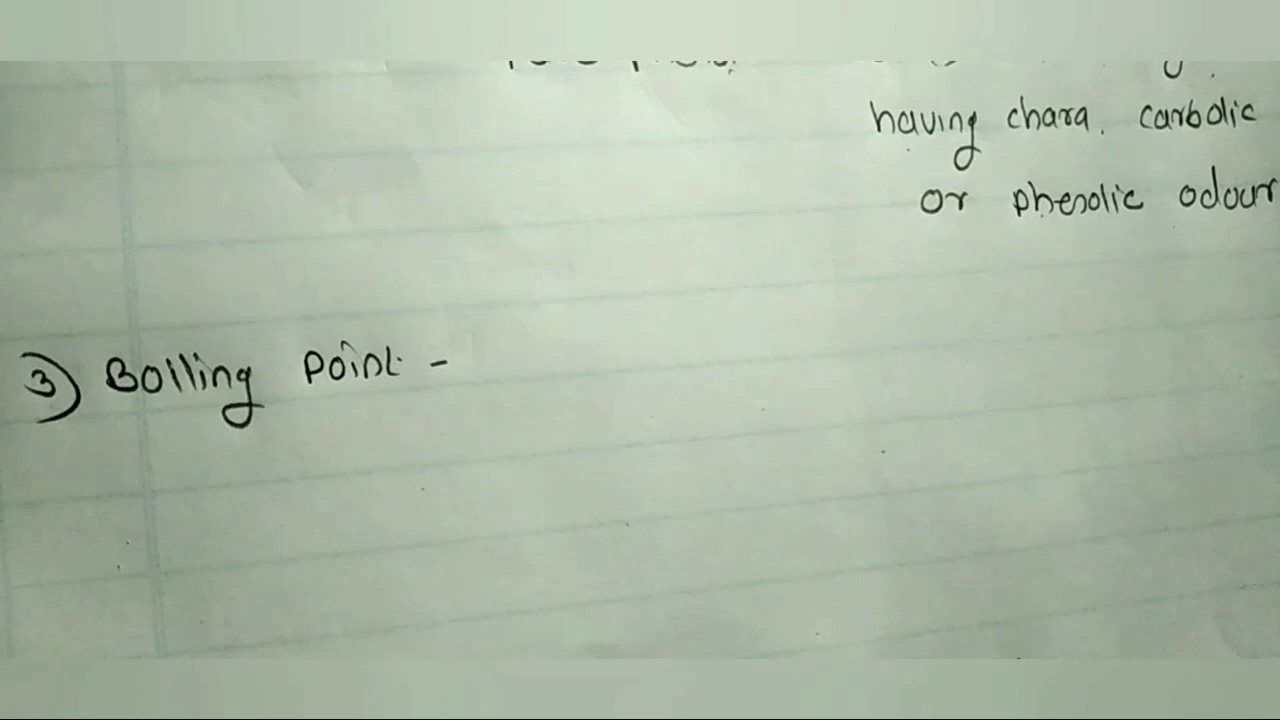 having chara. carbolic
or phenolic odour
3) Boiling point -